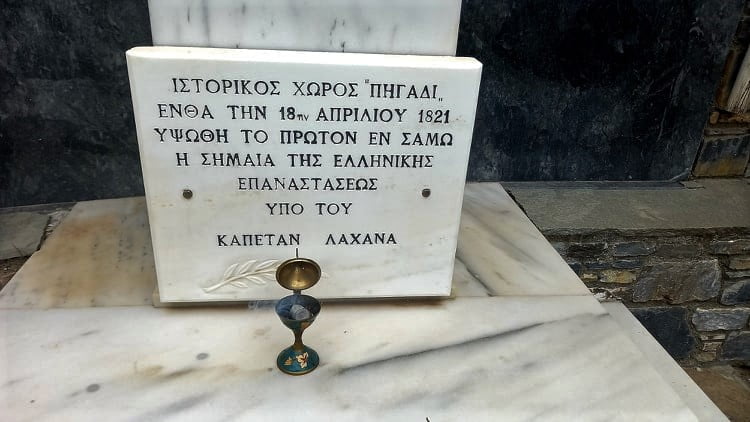 ΙΣΤΟΡΙΚΟΣ ΧΩΡΟΣ "ΠΗΓΑΔΙ„
ΕΝΘΑ ΤΗΝ 18ην ΑΠΡΙΛΙΟΥ 1821
ΥΨΩΘΗ ΤΟ ΠΡΩΤΟΝ ΕΝ ΣΑΜΩ
Η ΣΗΜΑΙΑ ΤΗΣ ΕΛΛΗΝΙΚΗΣ
ΕΠΑΝΑΣΤΑΣΕΩΣ
ΥΠΟ ΤΟΥ
ΚΑΠΕΤΑΝ ΛΑΧΑΝΑ